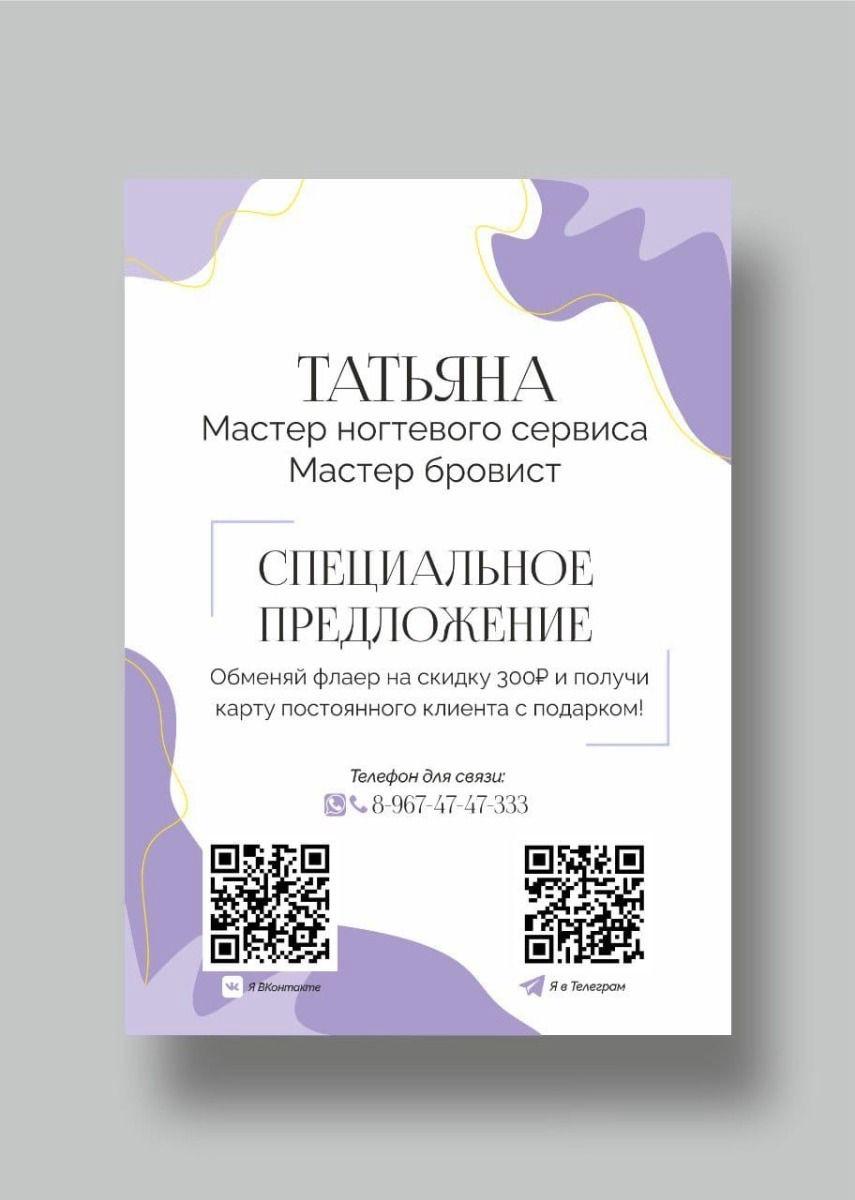 ТАТЬЯНА
Мастер ногтевого сервиса
Мастер бровист
СПЕЦИАЛЬНОЕ
ПРЕДЛОЖЕНИЕ
Обменяй флаер на скидку 300₽ и получи
карту постоянного клиента с подарком!
Телефон для связи:
8-967-47-47-333
Я ВКонтакте
Я в Телеграм